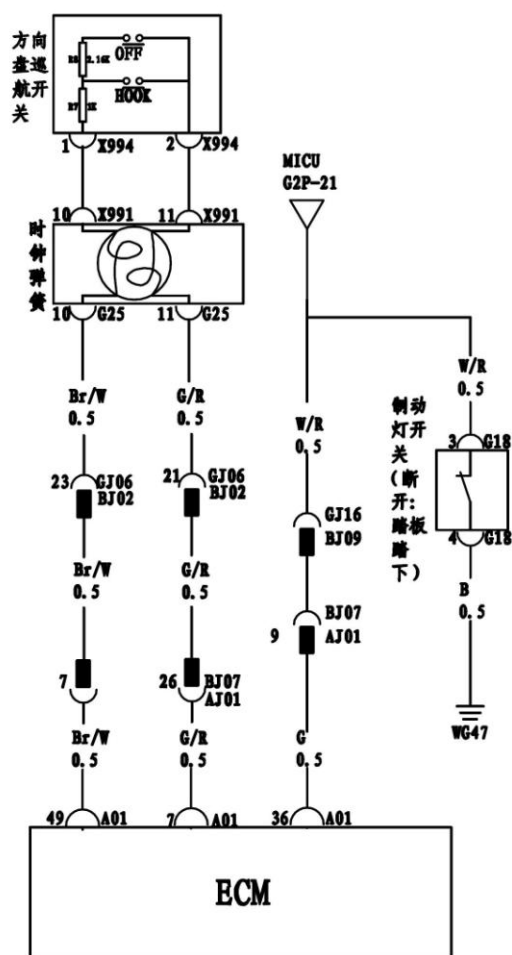 方向
盘巡
航开
关
R8 2.16K
OFF
R7 1K
HOOK
1 X994
2 X994
MICU
G2P-21
10 X991
11 X991
时
钟
弹
簧
10 G25
11 G25
Br/W
0.5
G/R
0.5
W/R
0.5
W/R
0.5
制动
灯开
关
(断
开:
踏板
踏
下)
3 G18
4 G18
23 GJ06
BJ02
21 GJ06
BJ02
GJ16
BJ09
Br/W
0.5
G/R
0.5
B
0.5
9 BJ07
AJ01
7
26 BJ07
AJ01
WG47
Br/W
0.5
G/R
0.5
G
0.5
49 A01
7 A01
36 A01
ECM